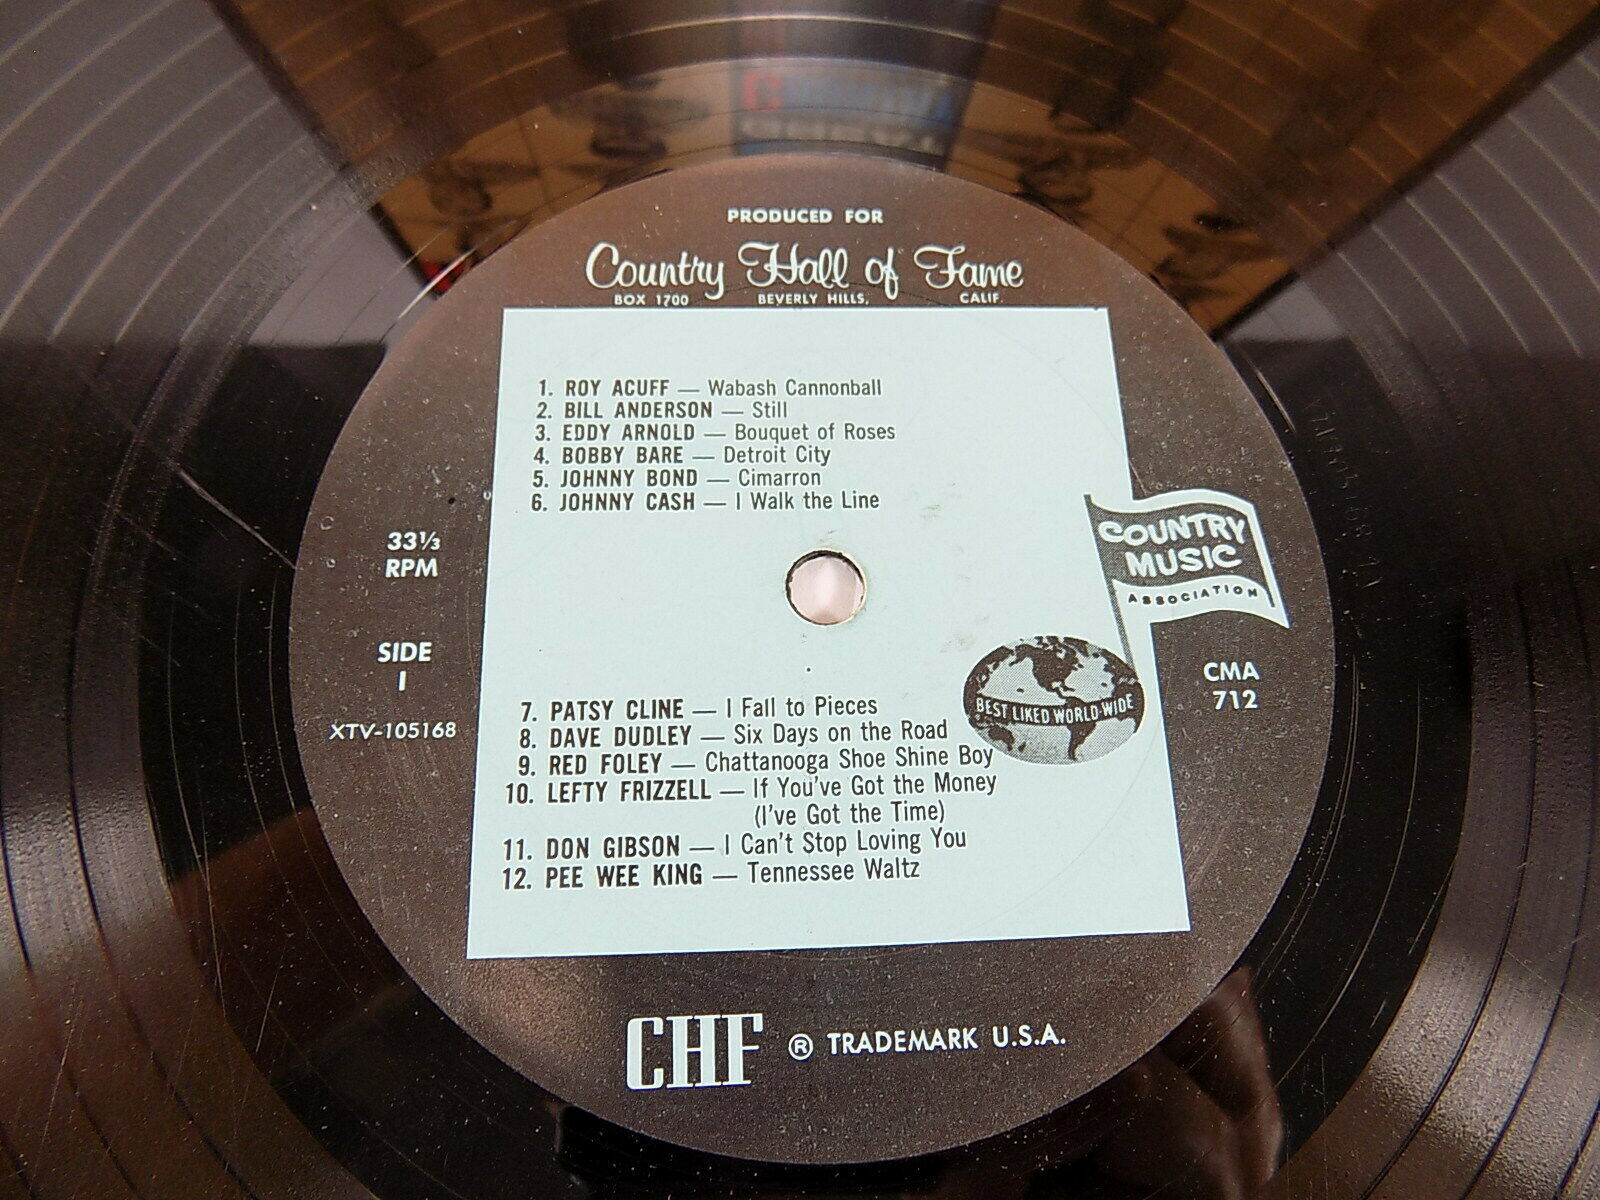 PRODUCED FOR
Country Hall of Fame
BOX 1700 BEVERLY HILLS, CALIF.
1. ROY ACUFF — Wabash Cannonball
2. BILL ANDERSON — Still
3. EDDY ARNOLD — Bouquet of Roses
4. BOBBY BARE — Detroit City
5. JOHNNY BOND — Cimarron
6. JOHNNY CASH — I Walk the Line
33⅓
RPM
COUNTRY
MUSIC
ASSOCIATION
SIDE
I
XTV-105168
BEST LIKED WORLD-WIDE
CMA
712
7. PATSY CLINE — I Fall to Pieces
8. DAVE DUDLEY — Six Days on the Road
9. RED FOLEY — Chattanooga Shoe Shine Boy
10. LEFTY FRIZZELL — If You've Got the Money
(I've Got the Time)
11. DON GIBSON — I Can't Stop Loving You
12. PEE WEE KING — Tennessee Waltz
CHF ® TRADEMARK U.S.A.